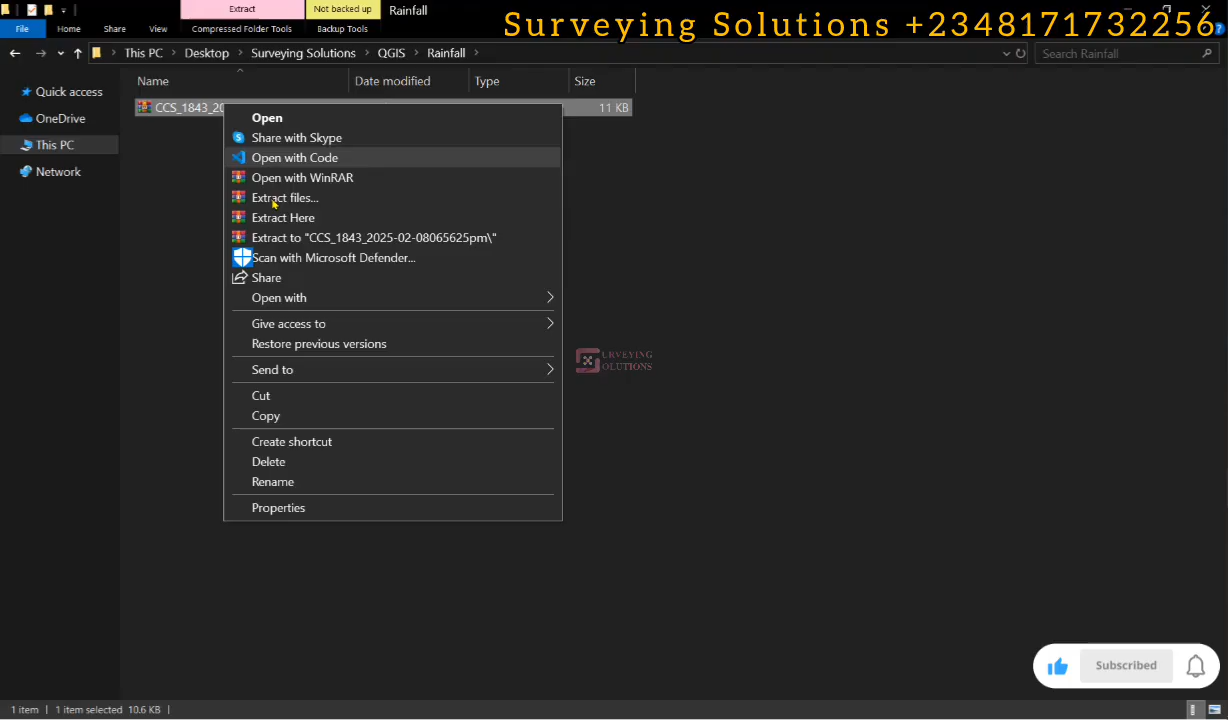 Extract
Not backed up
Rainfall
Surveying Solutions +2348171732256
File
Home
Share
View
Compressed Folder Tools
Backup Tools
This PC
Desktop
Surveying Solutions
QGIS
Rainfall
Search Rainfall
Name
Date modified
Type
Size
Quick access
OneDrive
This PC
Network
CCS_1843_20
11 KB
Open
Share with Skype
Open with Code
Open with WinRAR
Extract files...
Extract Here
Extract to "CCS_1843_2025-02-08065625pm\"
Scan with Microsoft Defender...
Share
Open with
Give access to
Restore previous versions
Send to
Cut
Copy
Create shortcut
Delete
Rename
Properties
SURVEYING
SOLUTIONS
Subscribed
1 item
1 item selected 10.6 KB